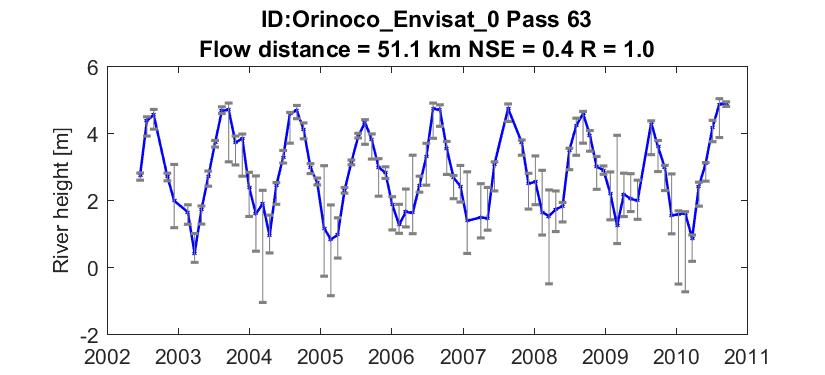 ID:Orinoco_Envisat_0 Pass 63
Flow distance = 51.1 km NSE = 0.4 R = 1.0
River height [m]
6
4
2
0
-2
2002 2003 2004 2005 2006 2007 2008 2009 2010 2011